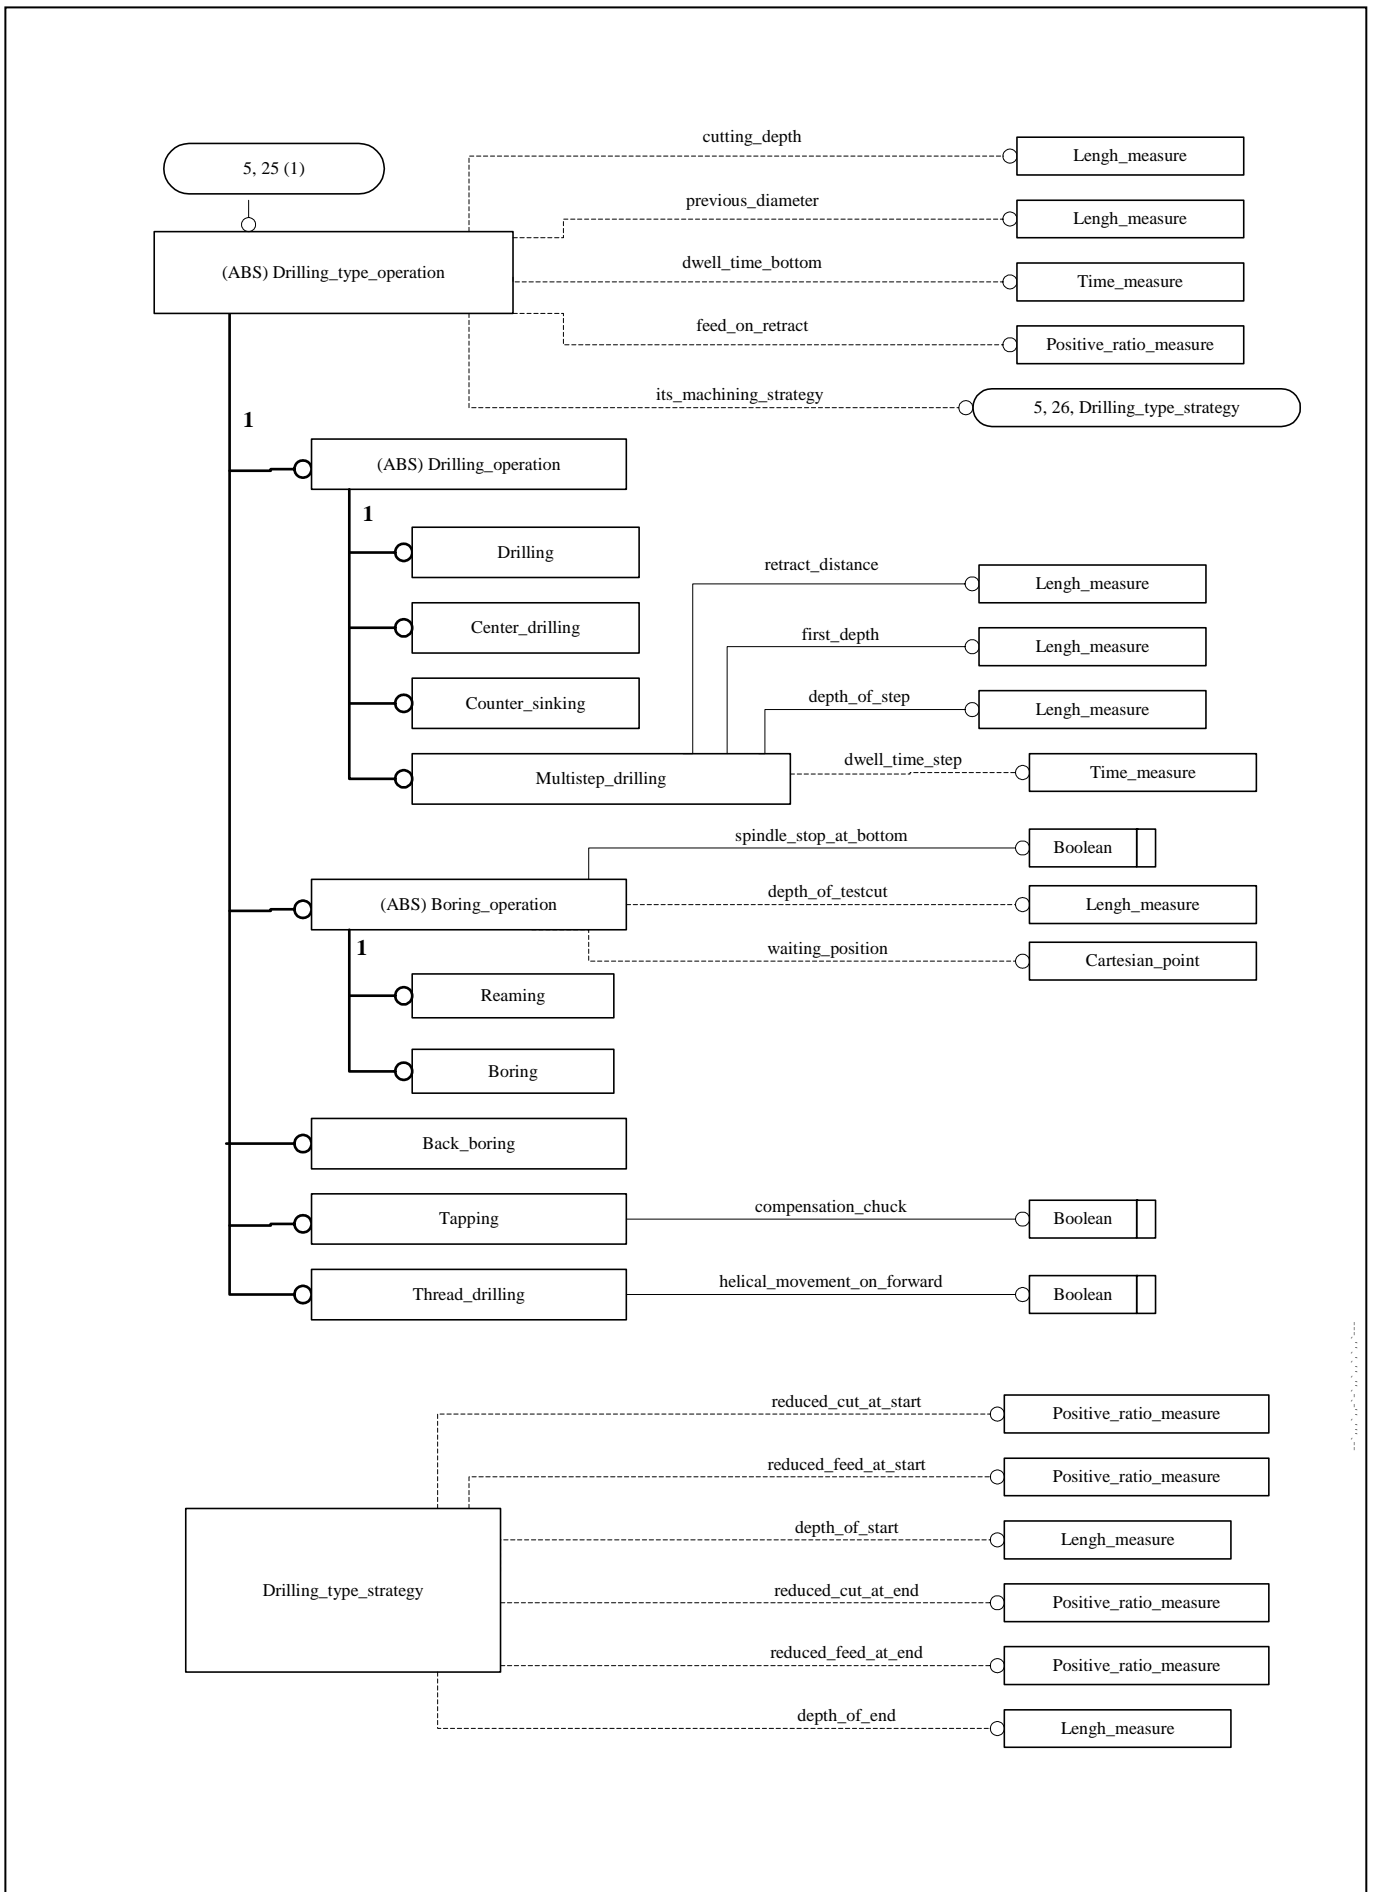 cutting_depth
5, 25 (1)
Lengh_measure
previous_diameter
Lengh_measure
(ABS) Drilling_type_operation
dwell_time_bottom
Time_measure
feed_on_retract
Positive_ratio_measure
its_machining_strategy
5, 26, Drilling_type_strategy
1
(ABS) Drilling_operation
1
Drilling
retract_distance
Lengh_measure
Center_drilling
first_depth
Lengh_measure
Counter_sinking
depth_of_step
Lengh_measure
Multistep_drilling
dwell_time_step
Time_measure
spindle_stop_at_bottom
Boolean
(ABS) Boring_operation
depth_of_testcut
Lengh_measure
1
waiting_position
Cartesian_point
Reaming
Boring
Back_boring
Tapping
compensation_chuck
Boolean
Thread_drilling
helical_movement_on_forward
Boolean
reduced_cut_at_start
Positive_ratio_measure
reduced_feed_at_start
Positive_ratio_measure
depth_of_start
Lengh_measure
Drilling_type_strategy
reduced_cut_at_end
Positive_ratio_measure
reduced_feed_at_end
Positive_ratio_measure
depth_of_end
Lengh_measure